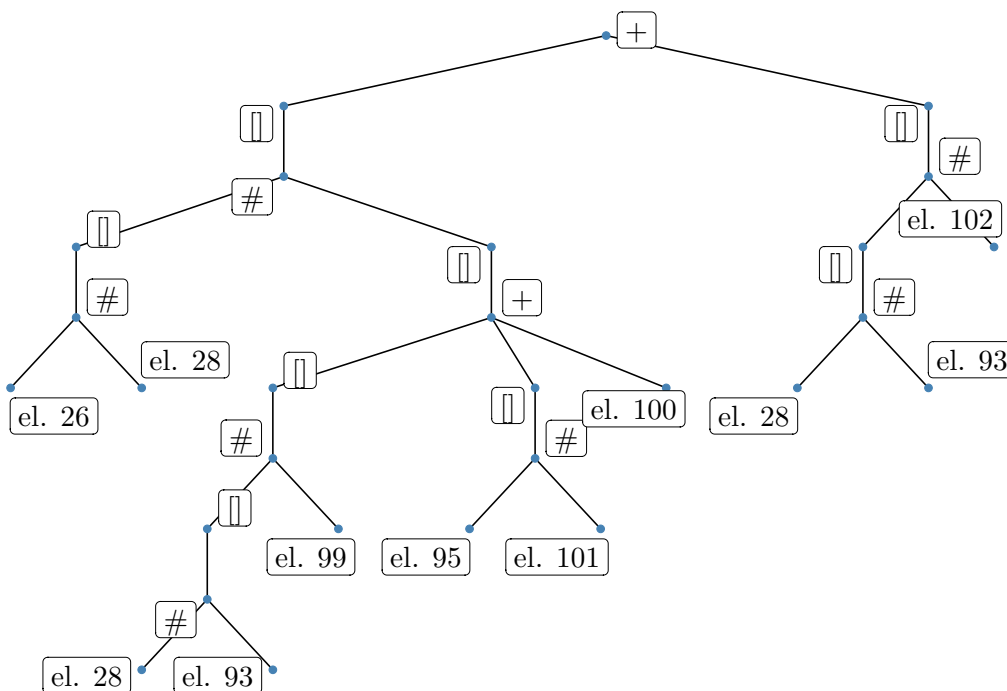 +
[] []
#
#
[] [] []
# + #
el. 102
[] el. 28 el. 93
el. 26 [] el. 100 el. 28
# #
[]
el. 99 el. 95 el. 101
#
el. 28 el. 93